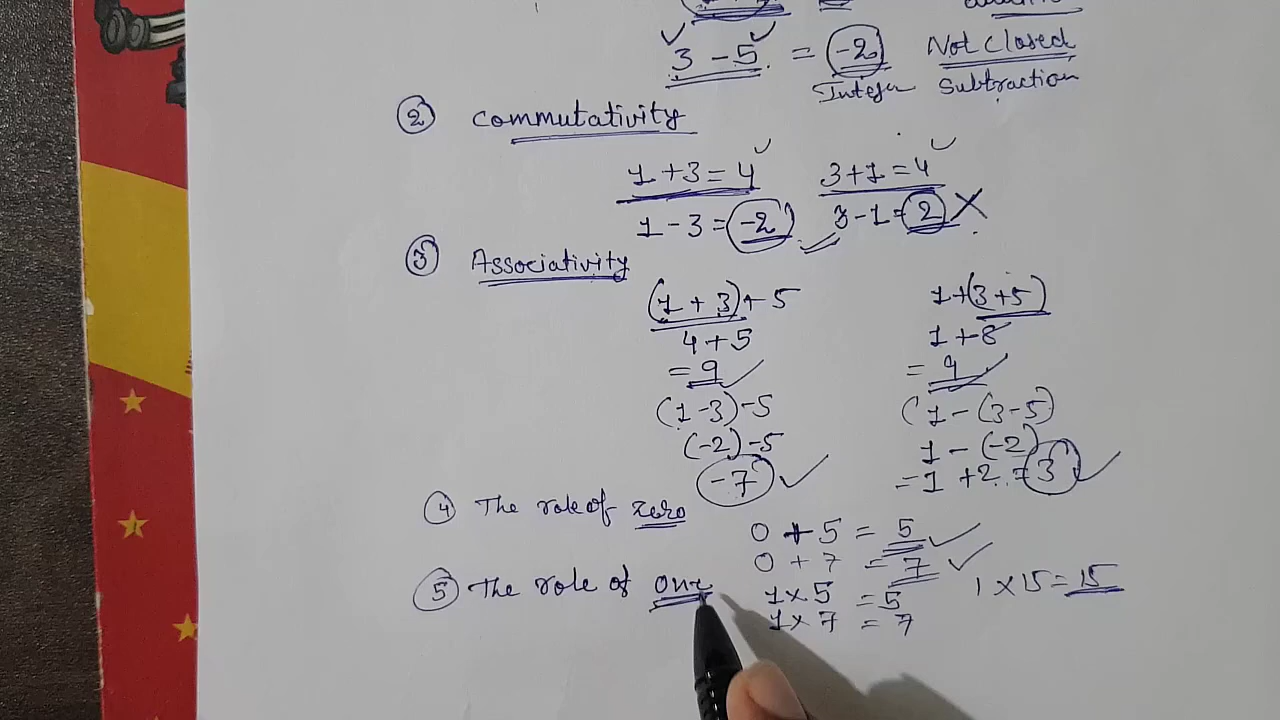 3 - 5 = -2 Not Closed
Integer Subtraction
② Commutativity
1 + 3 = 4 3 + 1 = 4
1 - 3 = -2 3 - 1 = 2 ×
③ Associativity
(1 + 3) + 5 1 + (3 + 5)
4 + 5 1 + 8
= 9 = 9
(1 - 3) - 5 ( 1 - (3 - 5)
(-2) - 5 1 - (-2)
-7 = 1 + 2 = 3
④ The role of zero
0 + 5 = 5
0 + 7 = 7
⑤ The role of one 1 × 5 = 5 1 × 15 = 15
1 × 7 = 7